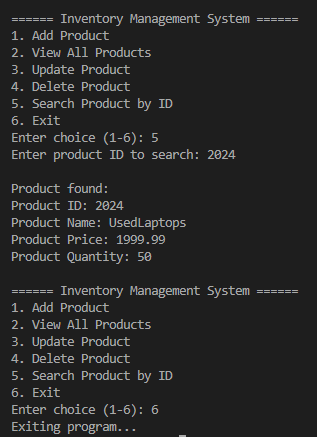 ====== Inventory Management System ======
1. Add Product
2. View All Products
3. Update Product
4. Delete Product
5. Search Product by ID
6. Exit
Enter choice (1-6): 5
Enter product ID to search: 2024
Product found:
Product ID: 2024
Product Name: UsedLaptops
Product Price: 1999.99
Product Quantity: 50
====== Inventory Management System ======
1. Add Product
2. View All Products
3. Update Product
4. Delete Product
5. Search Product by ID
6. Exit
Enter choice (1-6): 6
Exiting program...